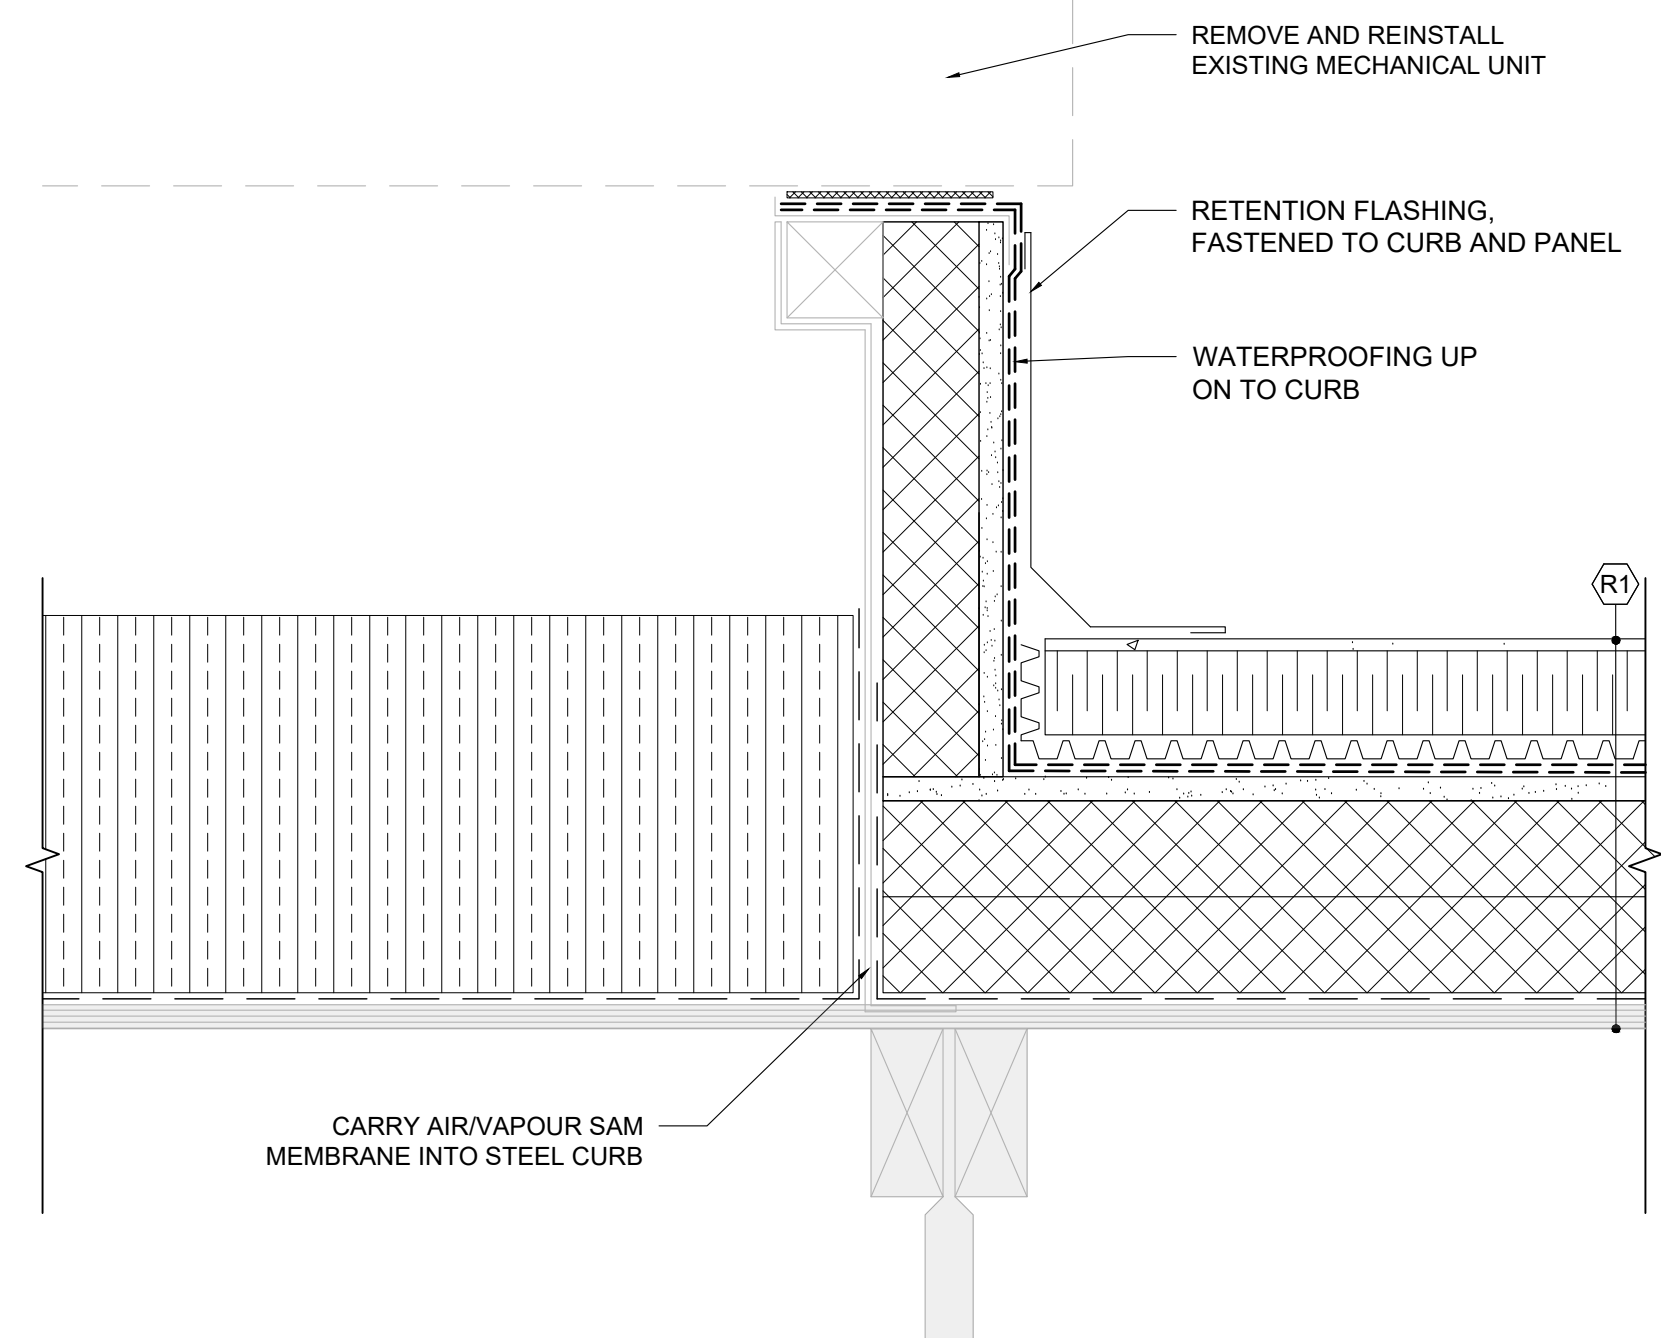 REMOVE AND REINSTALL
EXISTING MECHANICAL UNIT
RETENTION FLASHING,
FASTENED TO CURB AND PANEL
WATERPROOFING UP
ON TO CURB
R1
CARRY AIR/VAPOUR SAM
MEMBRANE INTO STEEL CURB